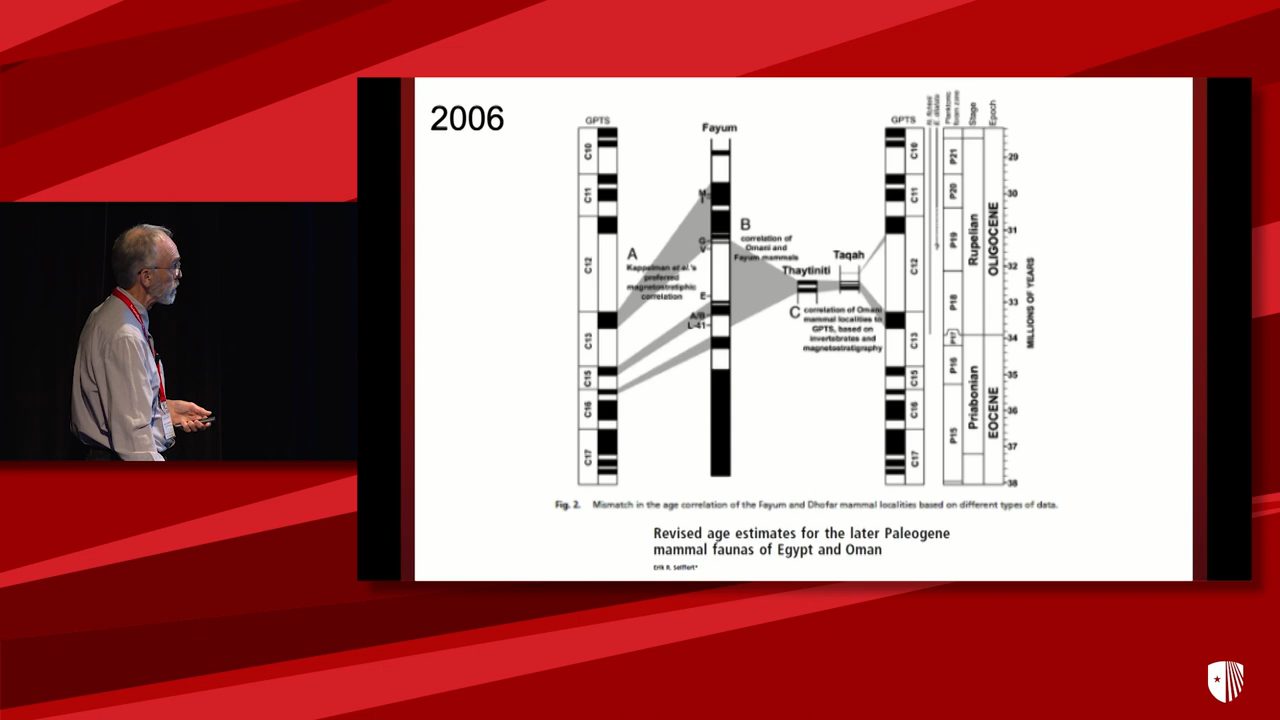 2006
GPTS
C10
C11
C12
C13
C15
C16
C17
A
Kappelman et al.'s
preferred
magnetostratiphic
correlation
Fayum
M
I
G
V
E
A/B
L-41
B
correlation of
Omani and
Fayum mammals
Thaytiniti
Taqah
C
correlation of Omani
mammal localities to
GPTS, based on
invertebrates and
magnetostratigraphy
GPTS
C10
C11
C12
C13
C15
C16
C17
Planktonic
foram zone
P21
P20
P19
P18
P17
P16
P15
Stage
Rupelian
Priabonian
Epoch
OLIGOCENE
EOCENE
29
30
31
32
33
34
35
36
37
38
MILLIONS OF YEARS
Fig. 2. Mismatch in the age correlation of the Fayum and Dhofar mammal localities based on different types of data.
Revised age estimates for the later Paleogene
mammal faunas of Egypt and Oman
Erik R. Seiffert*